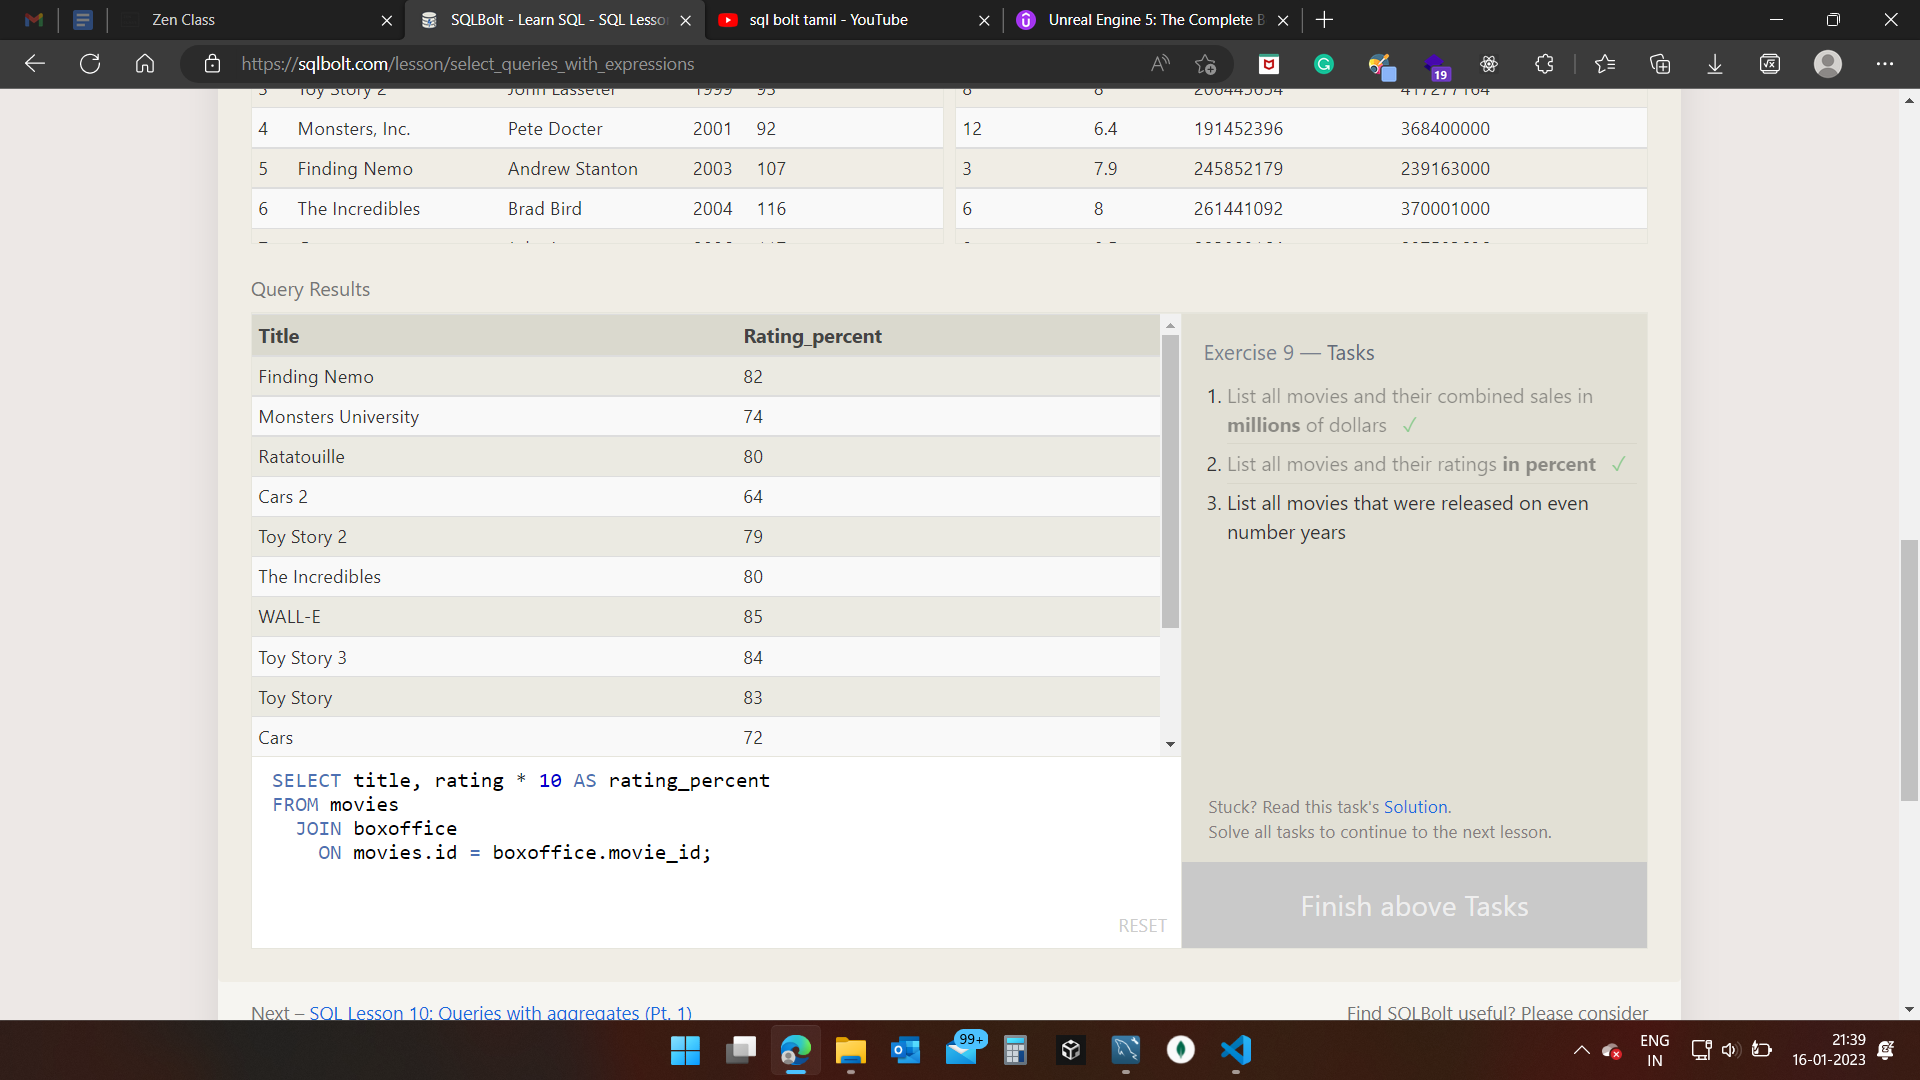 Zen Class
SQLBolt - Learn SQL - SQL Lesso
sql bolt tamil - YouTube
Unreal Engine 5: The Complete B
https://sqlbolt.com/lesson/select_queries_with_expressions
19
3 Toy Story 2 John Lasseter 1999 93 8 8 206445654 417277164
4 Monsters, Inc. Pete Docter 2001 92 12 6.4 191452396 368400000
5 Finding Nemo Andrew Stanton 2003 107 3 7.9 245852179 239163000
6 The Incredibles Brad Bird 2004 116 6 8 261441092 370001000
Query Results
Title Rating_percent
Finding Nemo 82
Monsters University 74
Ratatouille 80
Cars 2 64
Toy Story 2 79
The Incredibles 80
WALL-E 85
Toy Story 3 84
Toy Story 83
Cars 72
SELECT title, rating * 10 AS rating_percent
FROM movies
JOIN boxoffice
ON movies.id = boxoffice.movie_id;
RESET
Exercise 9 — Tasks
1. List all movies and their combined sales in
millions of dollars ✓
2. List all movies and their ratings in percent ✓
3. List all movies that were released on even
number years
Stuck? Read this task's Solution.
Solve all tasks to continue to the next lesson.
Finish above Tasks
Next – SQL Lesson 10: Queries with aggregates (Pt. 1)
Find SQLBolt useful? Please consider
99+
ENG
IN
21:39
16-01-2023